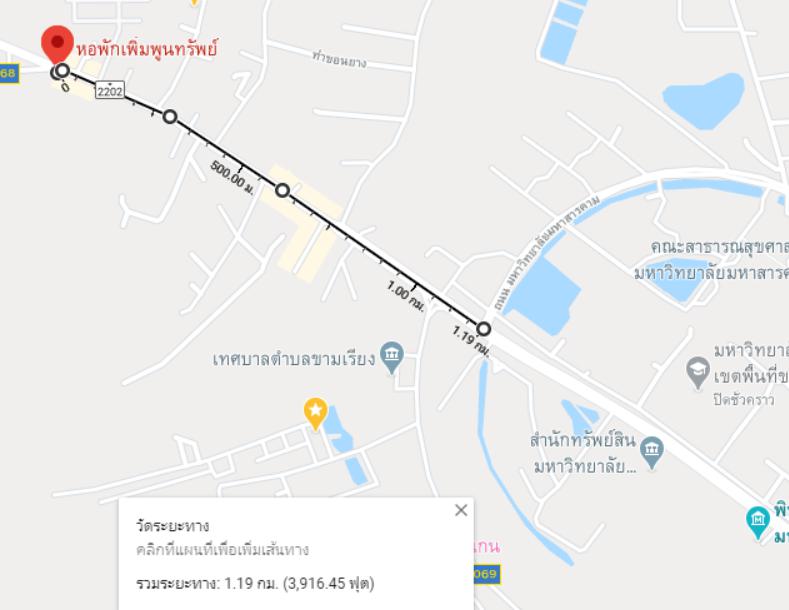 หอพักเพิ่มพูนทรัพย์
68
0
2202
ท่าขอนยาง
500.00 ม.
ถนน มหาวิทยาลัยมหาสารคาม
คณะสาธารณสุขศา
มหาวิทยาลัยมหาสาร
1.00 กม.
1.19 กม.
เทศบาลตำบลขามเรียง
มหาวิทยา
เขตพื้นที่ข
ปิดชั่วคราว
สำนักทรัพย์สิน
มหาวิทยาลัย...
พิ
ม
วัดระยะทาง
คลิกที่แผนที่เพื่อเพิ่มเส้นทาง
รวมระยะทาง: 1.19 กม. (3,916.45 ฟุต)
เกน
069